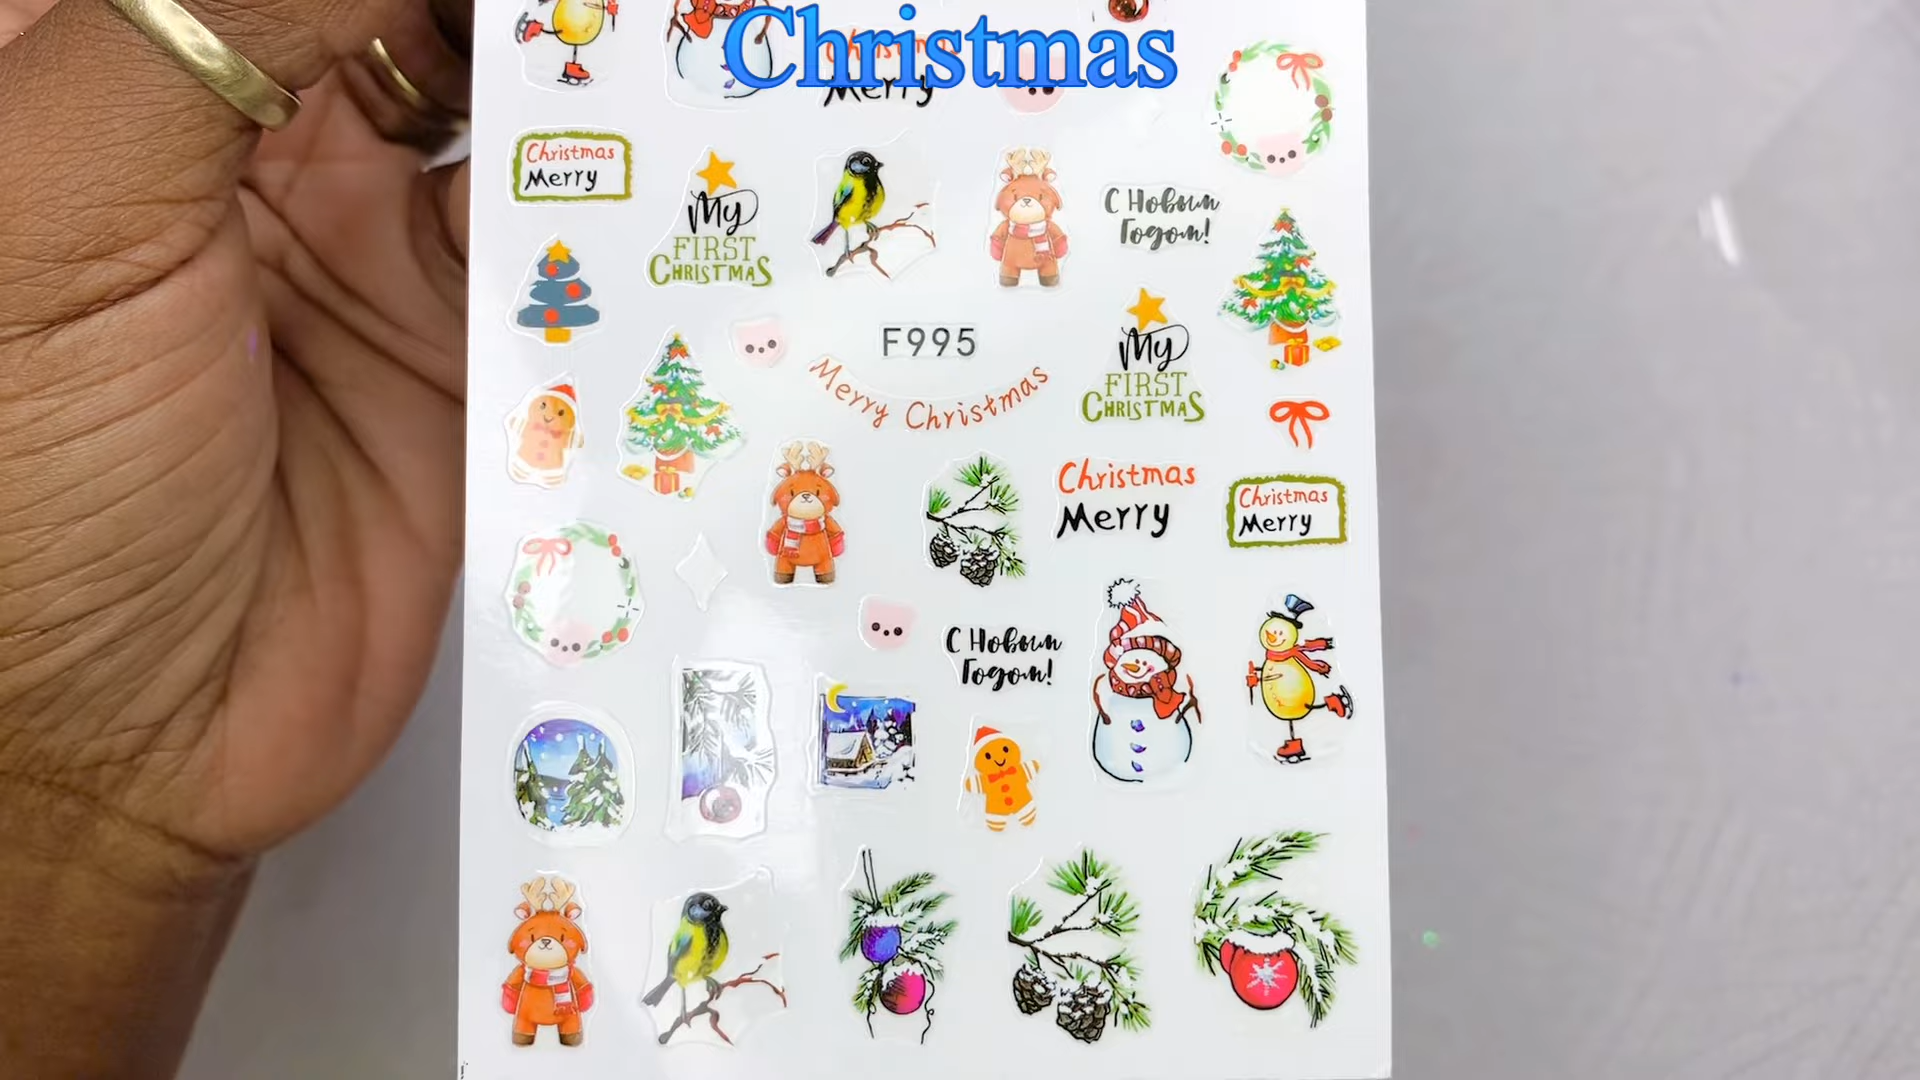 Christmas
Christmas
Merry
Christmas
Merry
My
FIRST
CHRISTMAS
С Новым
Годом!
F995
Merry Christmas
My
FIRST
CHRISTMAS
Christmas
Merry
Christmas
Merry
С Новым
Годом!